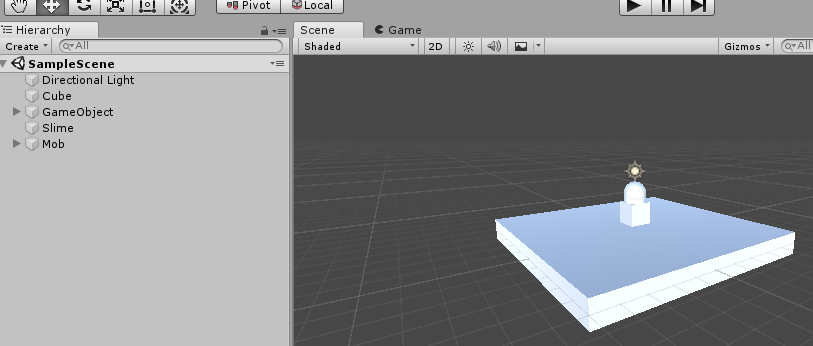 Pivot Local
Hierarchy
Create All
SampleScene
Directional Light
Cube
GameObject
Slime
Mob
Scene Game
Shaded 2D Gizmos All